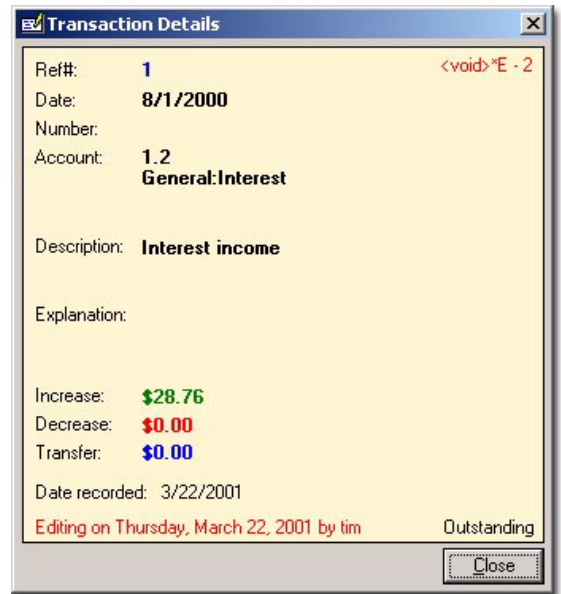 Transaction Details
Ref#: 1 <void>*E - 2
Date: 8/1/2000
Number:
Account: 1.2
General:Interest
Description: Interest income
Explanation:
Increase: $28.76
Decrease: $0.00
Transfer: $0.00
Date recorded: 3/22/2001
Editing on Thursday, March 22, 2001 by tim Outstanding
Close